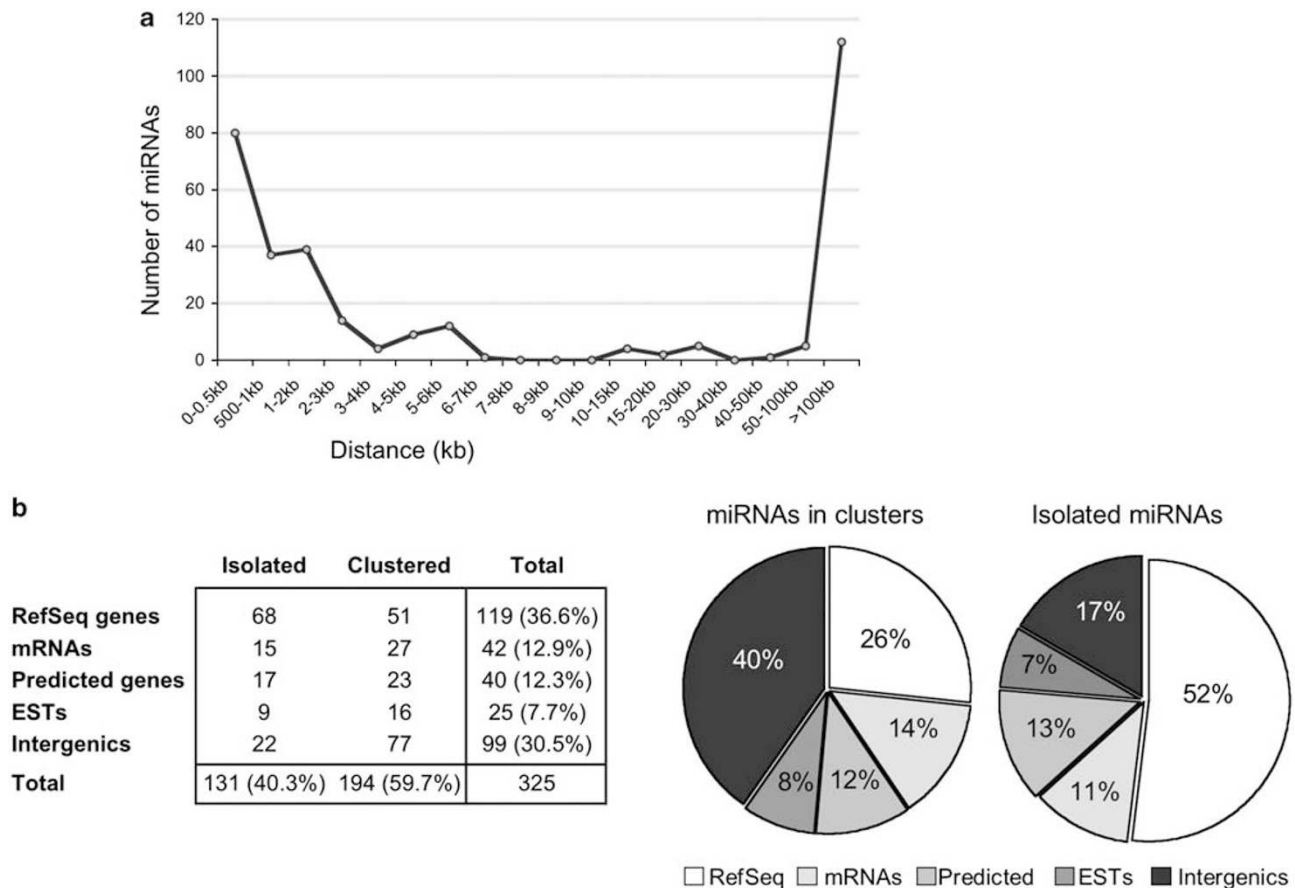 a
Number of miRNAs
120
100
80
60
40
20
0
0-0.5kb
500-1kb
1-2kb
2-3kb
3-4kb
4-5kb
5-6kb
6-7kb
7-8kb
8-9kb
9-10kb
10-15kb
15-20kb
20-30kb
30-40kb
40-50kb
50-100kb
>100kb
Distance (kb)
b
Isolated Clustered Total
RefSeq genes 68 51 119 (36.6%)
mRNAs 15 27 42 (12.9%)
Predicted genes 17 23 40 (12.3%)
ESTs 9 16 25 (7.7%)
Intergenics 22 77 99 (30.5%)
Total 131 (40.3%) 194 (59.7%) 325
miRNAs in clusters
40%
26%
14%
12%
8%
Isolated miRNAs
17%
7%
52%
13%
11%
RefSeq mRNAs Predicted ESTs Intergenics